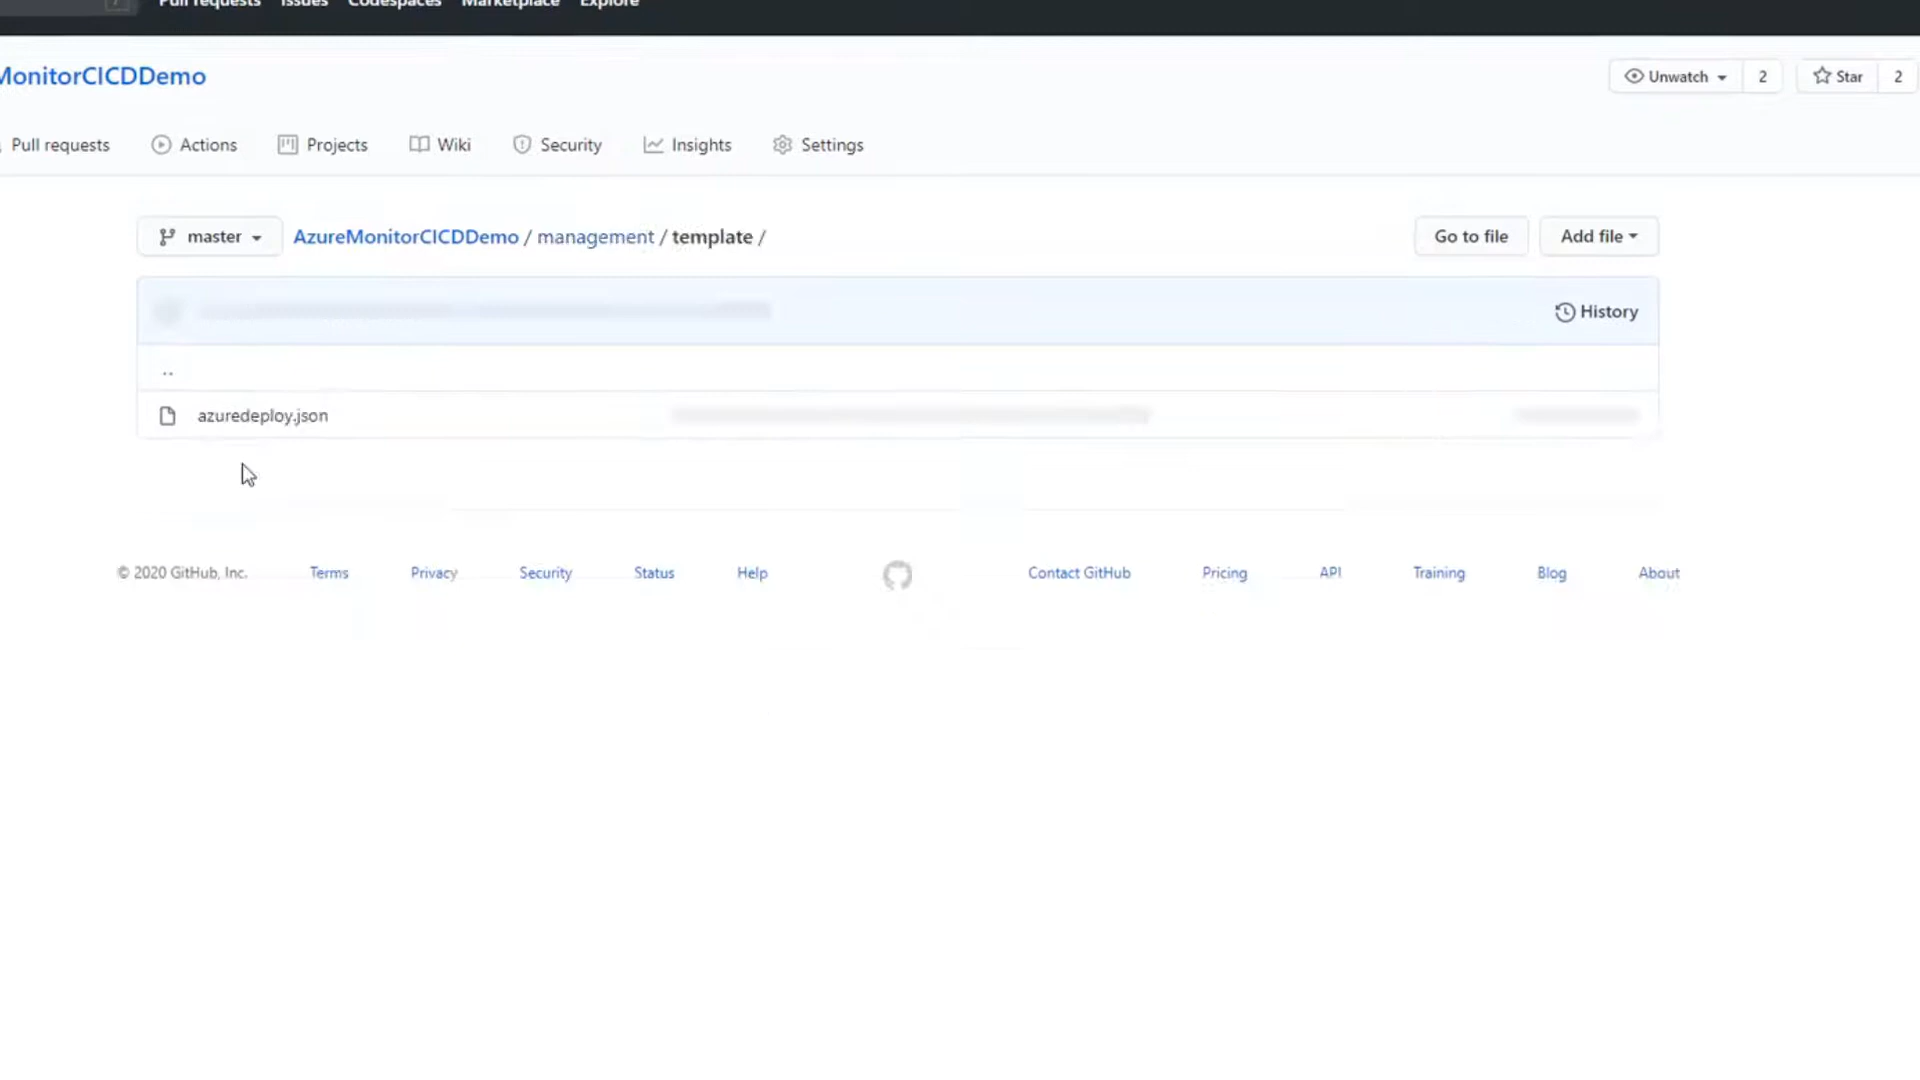 Pull requests Issues Codespaces Marketplace Explore
MonitorCICDDemo
Unwatch 2 Star 2
Pull requests Actions Projects Wiki Security Insights Settings
master AzureMonitorCICDDemo / management / template / Go to file Add file
History
..
azuredeploy.json
© 2020 GitHub, Inc. Terms Privacy Security Status Help Contact GitHub Pricing API Training Blog About